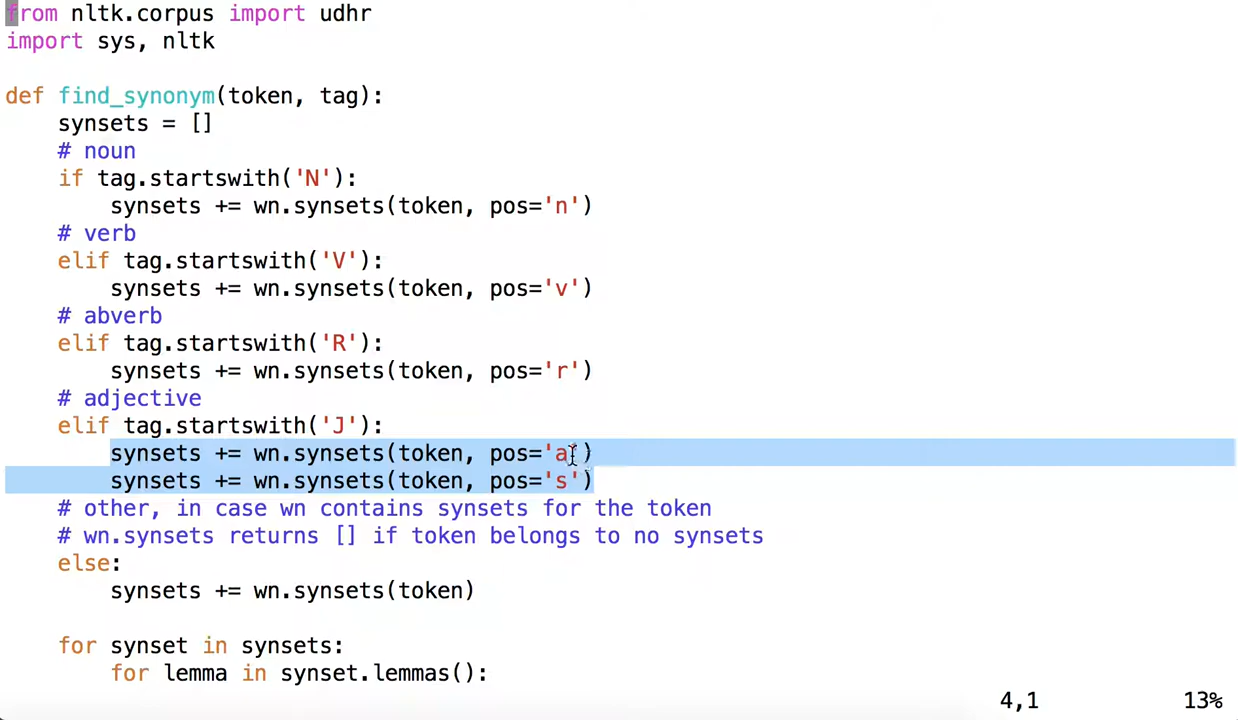 from nltk.corpus import udhr
import sys, nltk
def find_synonym(token, tag):
    synsets = []
    # noun
    if tag.startswith('N'):
        synsets += wn.synsets(token, pos='n')
    # verb
    elif tag.startswith('V'):
        synsets += wn.synsets(token, pos='v')
    # abverb
    elif tag.startswith('R'):
        synsets += wn.synsets(token, pos='r')
    # adjective
    elif tag.startswith('J'):
        synsets += wn.synsets(token, pos='a')
        synsets += wn.synsets(token, pos='s')
    # other, in case wn contains synsets for the token
    # wn.synsets returns [] if token belongs to no synsets
    else:
        synsets += wn.synsets(token)
    for synset in synsets:
        for lemma in synset.lemmas():
4,1 13%